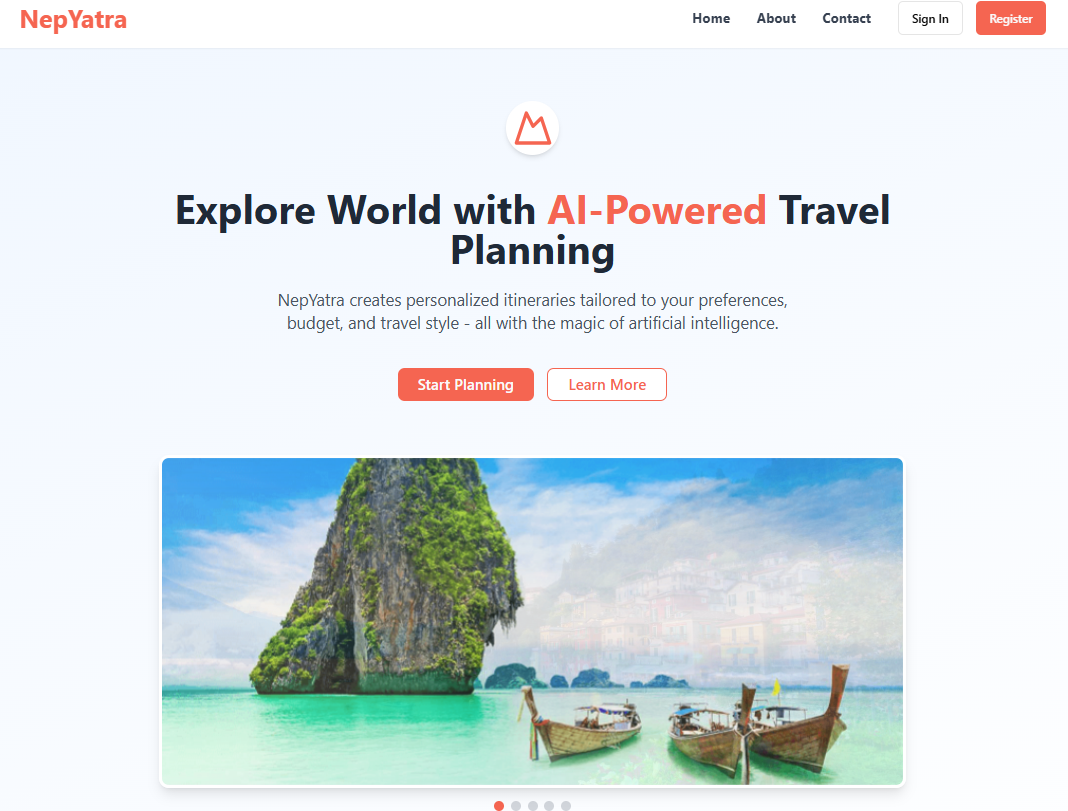 NepYatra
Home
About
Contact
Sign In
Register
Explore World with AI-Powered Travel
Planning
NepYatra creates personalized itineraries tailored to your preferences,
budget, and travel style - all with the magic of artificial intelligence.
Start Planning
Learn More